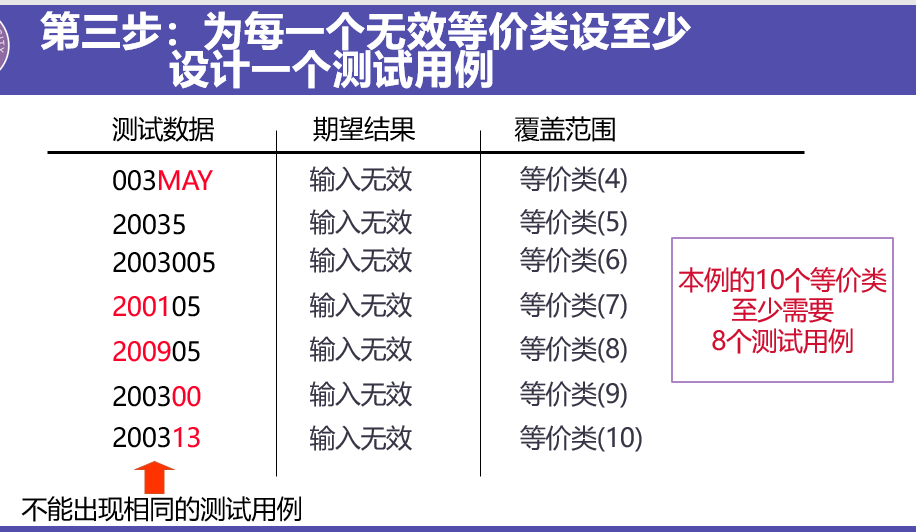 第三步：为每一个无效等价类设至少
设计一个测试用例
测试数据 期望结果 覆盖范围
003MAY 输入无效 等价类(4)
20035 输入无效 等价类(5)
2003005 输入无效 等价类(6)
200105 输入无效 等价类(7)
200905 输入无效 等价类(8)
200300 输入无效 等价类(9)
200313 输入无效 等价类(10)
本例的10个等价类
至少需要
8个测试用例
不能出现相同的测试用例